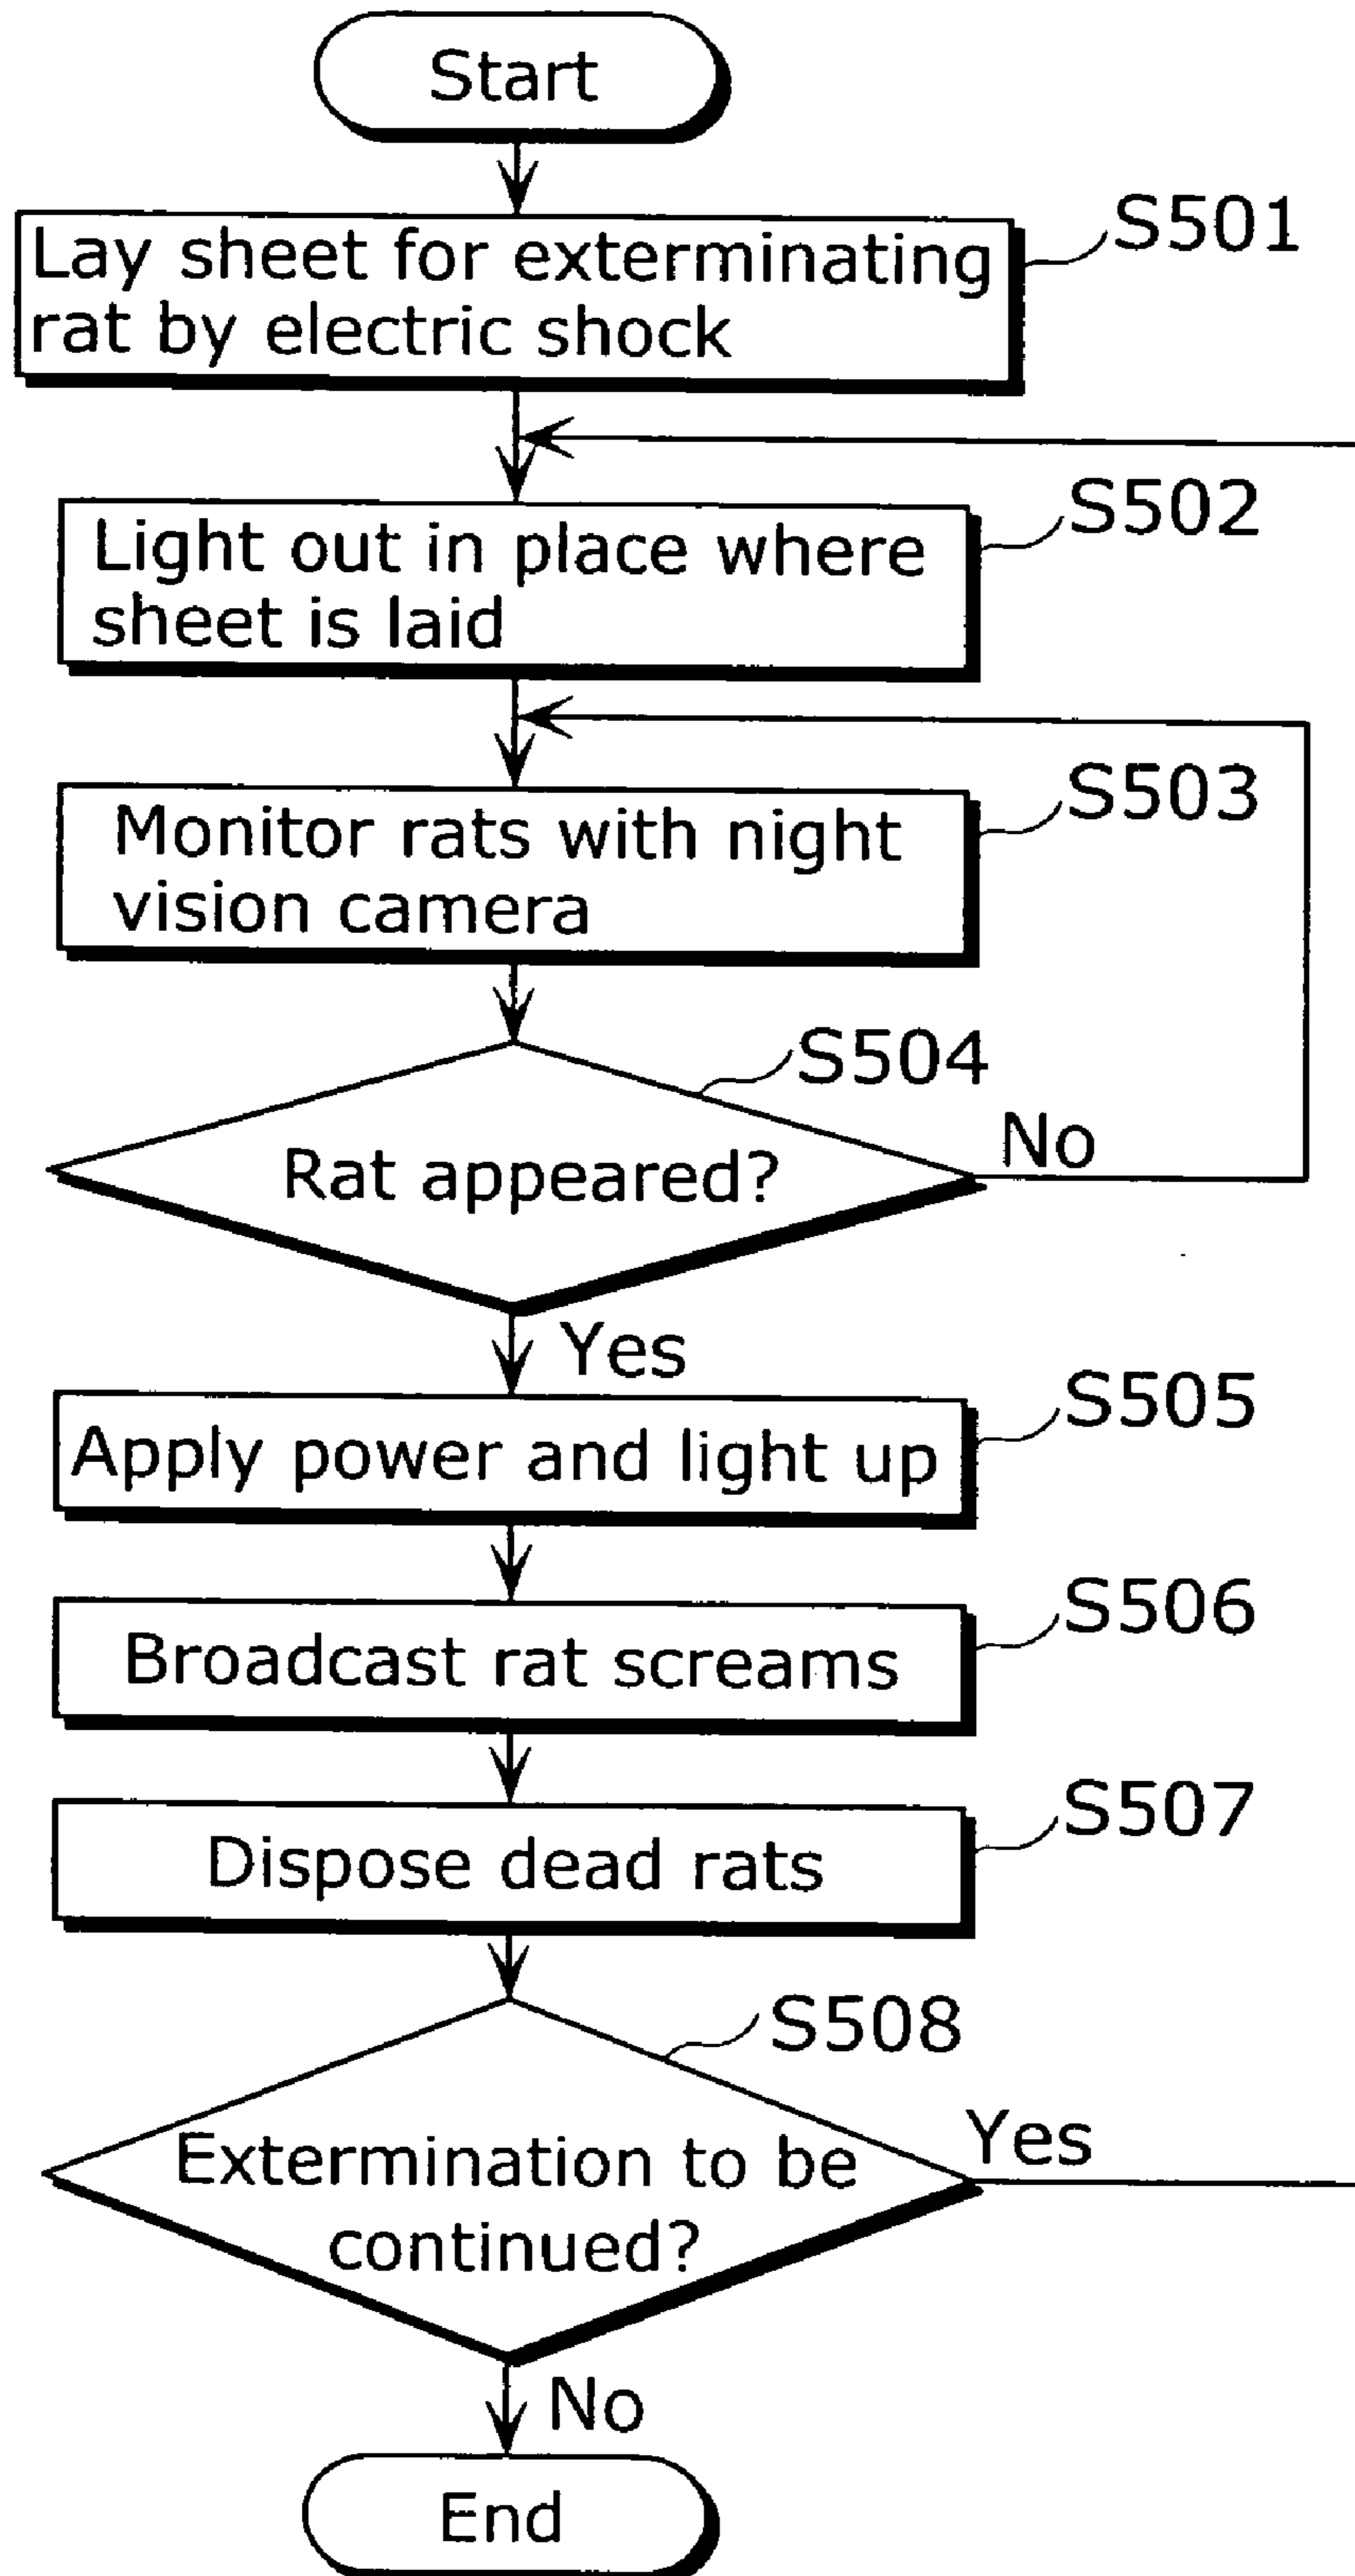 Start
S501
Lay sheet for exterminating
rat by electric shock
S502
Light out in place where
sheet is laid
S503
Monitor rats with night
vision camera
S504
Rat appeared?
No
Yes
S505
Apply power and light up
S506
Broadcast rat screams
S507
Dispose dead rats
S508
Extermination to be
continued?
Yes
No
End